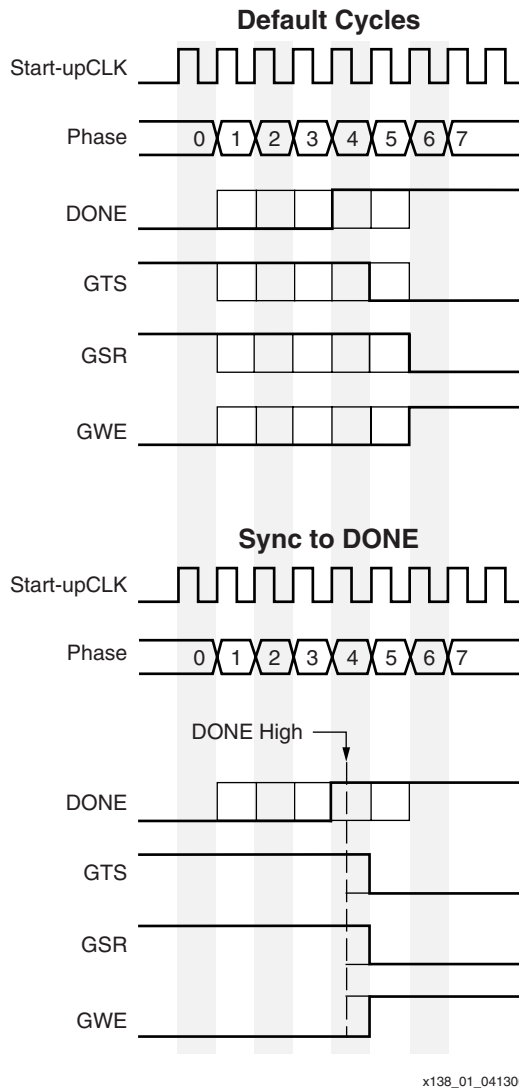 Default Cycles
Start-upCLK
Phase 0 1 2 3 4 5 6 7
DONE
GTS
GSR
GWE
Sync to DONE
Start-upCLK
Phase 0 1 2 3 4 5 6 7
DONE High
DONE
GTS
GSR
GWE
x138_01_04130